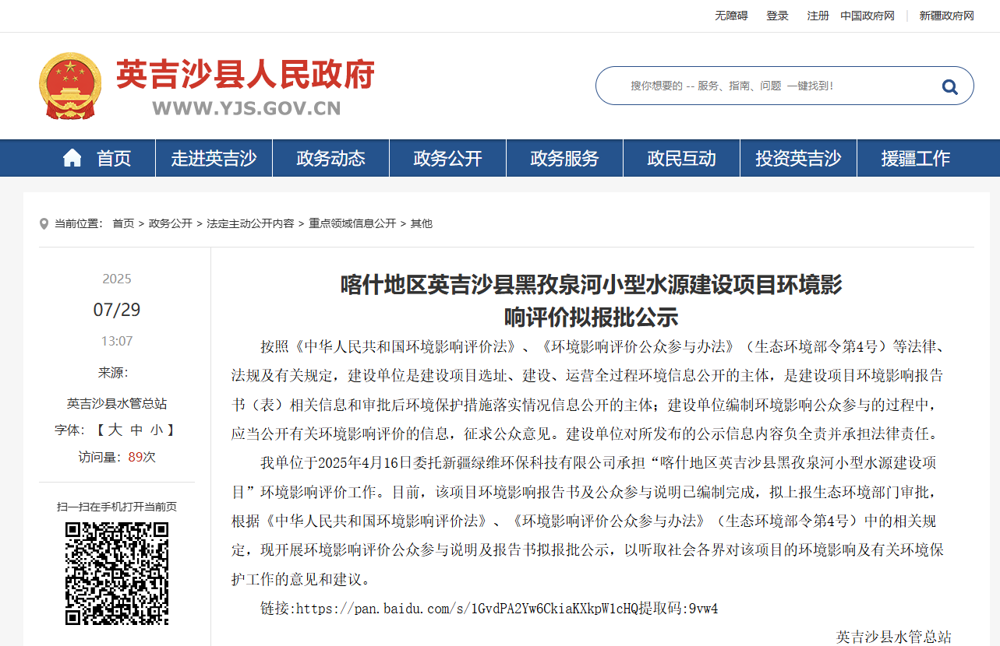 无障碍 登录 注册 中国政府网 | 新疆政府网
英吉沙县人民政府
WWW.YJS.GOV.CN
搜你想要的 -- 服务、指南、问题 一键找到!
首页 走进英吉沙 政务动态 政务公开 政务服务 政民互动 投资英吉沙 援疆工作
当前位置： 首页 > 政务公开 > 法定主动公开内容 > 重点领域信息公开 > 其他
2025
07/29
13:07
来源：
英吉沙县水管总站
字体：【 大 中 小 】
访问量：89次
扫一扫在手机打开当前页
喀什地区英吉沙县黑孜泉河小型水源建设项目环境影
响评价拟报批公示
按照《中华人民共和国环境影响评价法》、《环境影响评价公众参与办法》（生态环境部令第4号）等法律、
法规及有关规定，建设单位是建设项目选址、建设、运营全过程环境信息公开的主体，是建设项目环境影响报告
书（表）相关信息和审批后环境保护措施落实情况信息公开的主体；建设单位编制环境影响公众参与的过程中，
应当公开有关环境影响评价的信息，征求公众意见。建设单位对所发布的公示信息内容负全责并承担法律责任。
我单位于2025年4月16日委托新疆绿维环保科技有限公司承担“喀什地区英吉沙县黑孜泉河小型水源建设项
目”环境影响评价工作。目前，该项目环境影响报告书及公众参与说明已编制完成，拟上报生态环境部门审批，
根据《中华人民共和国环境影响评价法》、《环境影响评价公众参与办法》（生态环境部令第4号）中的相关规
定，现开展环境影响评价公众参与说明及报告书拟报批公示，以听取社会各界对该项目的环境影响及有关环境保
护工作的意见和建议。
链接:https://pan.baidu.com/s/1GvdPA2Yw6CkiaKXkpW1cHQ提取码:9vw4
英吉沙县水管总站